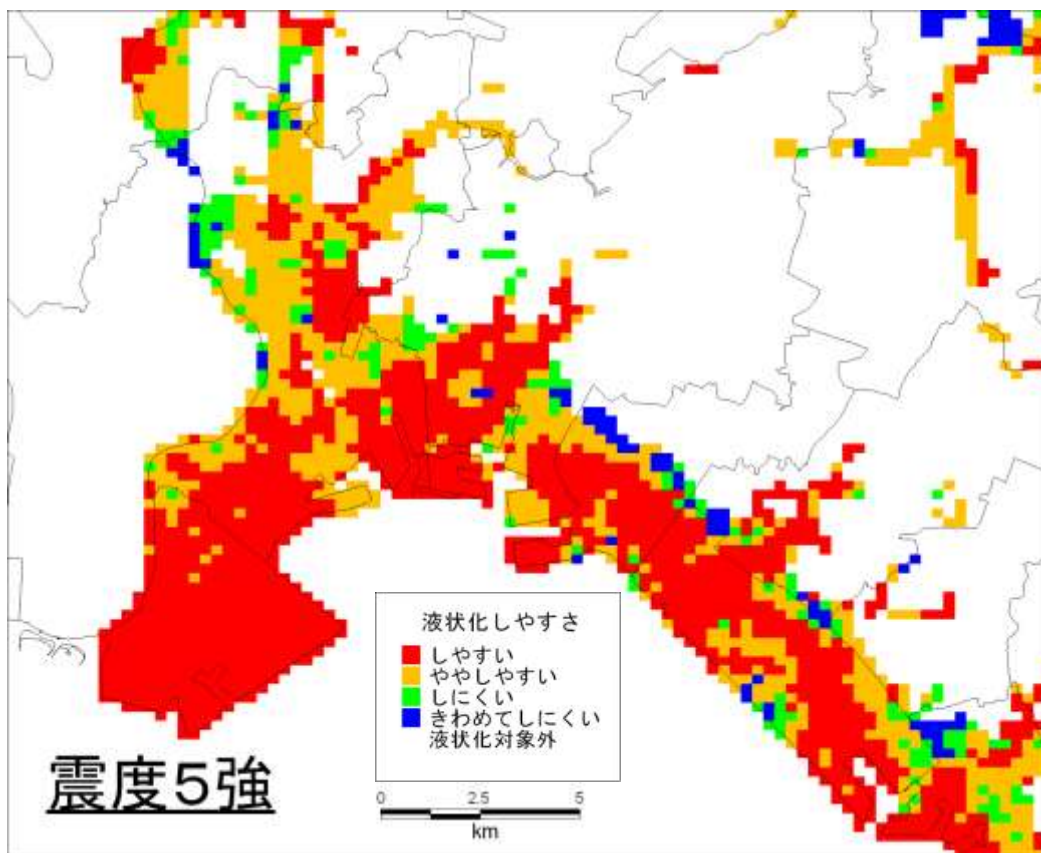 液状化しやすさ
しやすい
ややしやすい
しにくい
きわめてしにくい
液状化対象外
震度5強
0 2.5 5
km